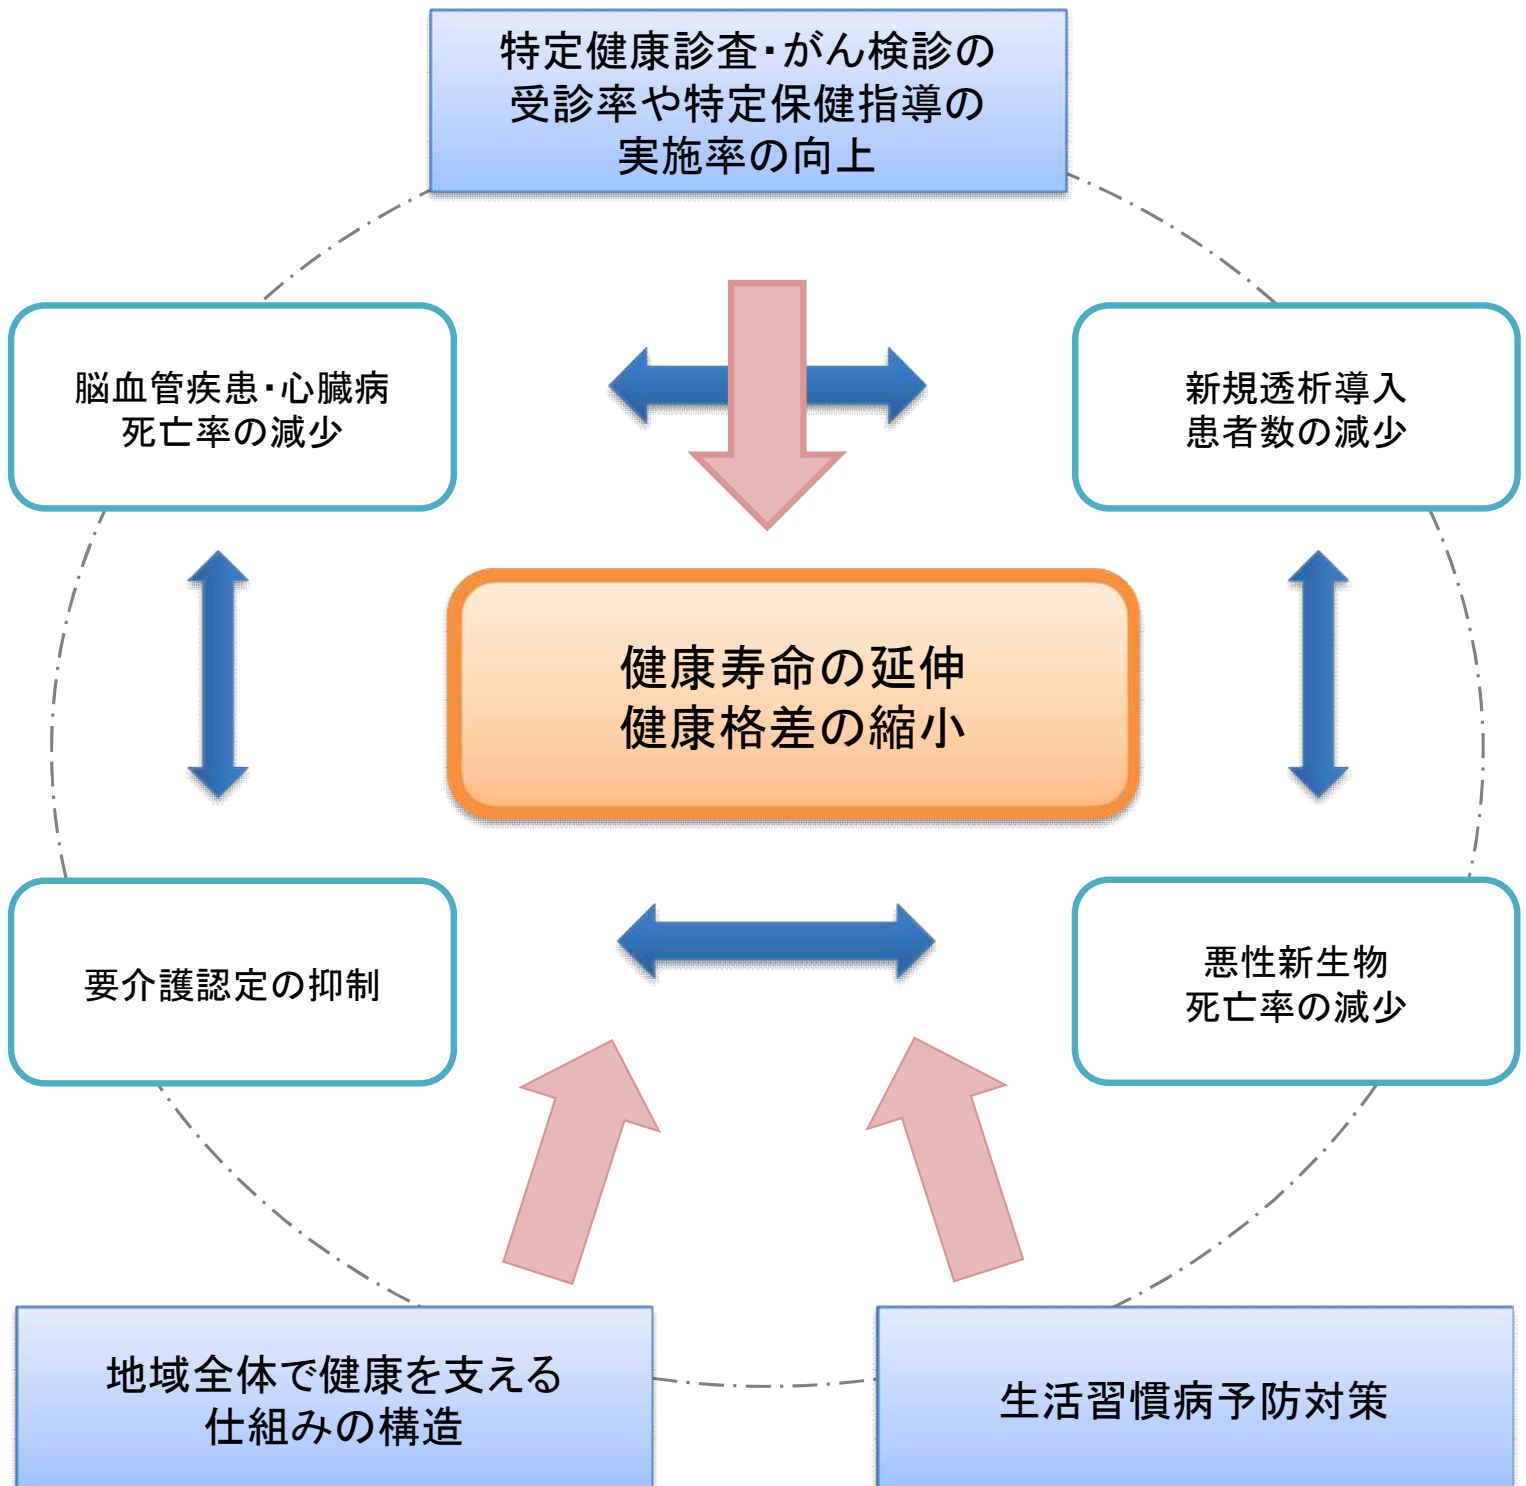 特定健康診査・がん検診の
受診率や特定保健指導の
実施率の向上
脳血管疾患・心臓病
死亡率の減少
新規透析導入
患者数の減少
健康寿命の延伸
健康格差の縮小
要介護認定の抑制
悪性新生物
死亡率の減少
地域全体で健康を支える
仕組みの構造
生活習慣病予防対策